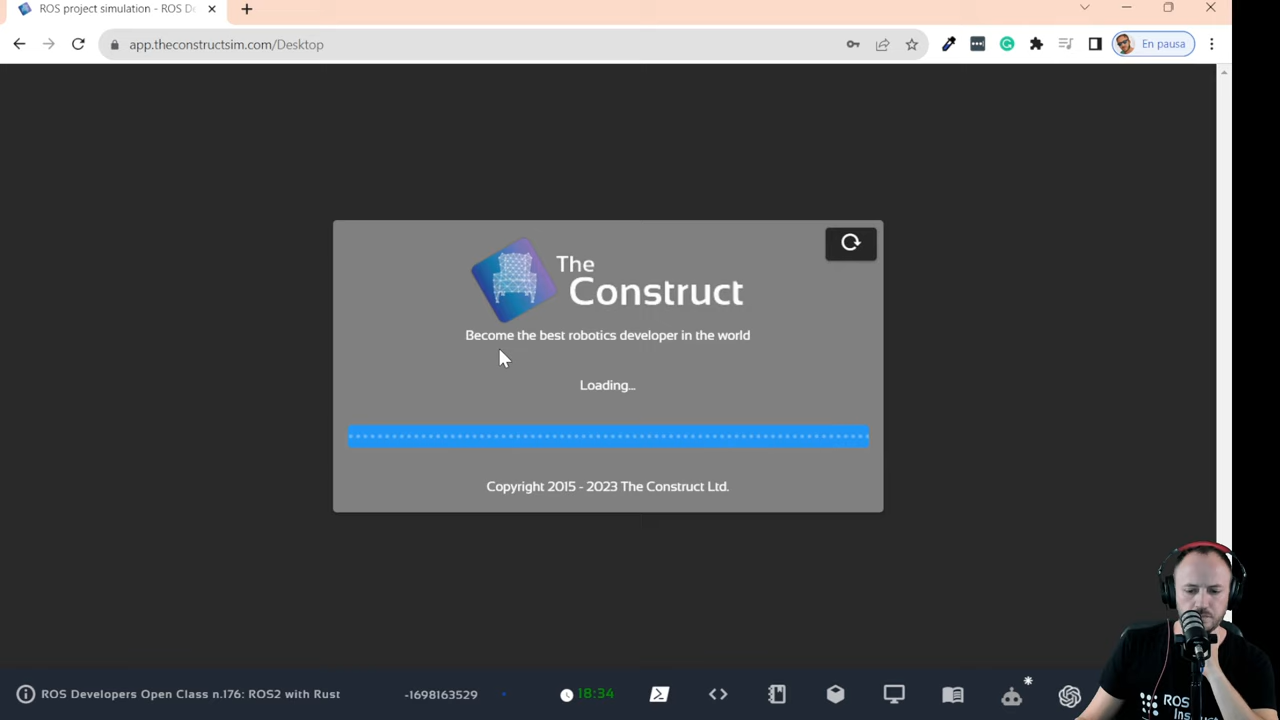 ROS project simulation - ROS De
app.theconstructsim.com/Desktop
En pausa
The
Construct
Become the best robotics developer in the world
Loading...
Copyright 2015 - 2023 The Construct Ltd.
ROS Developers Open Class n.176: ROS2 with Rust
-1698163529
18:34
ROS